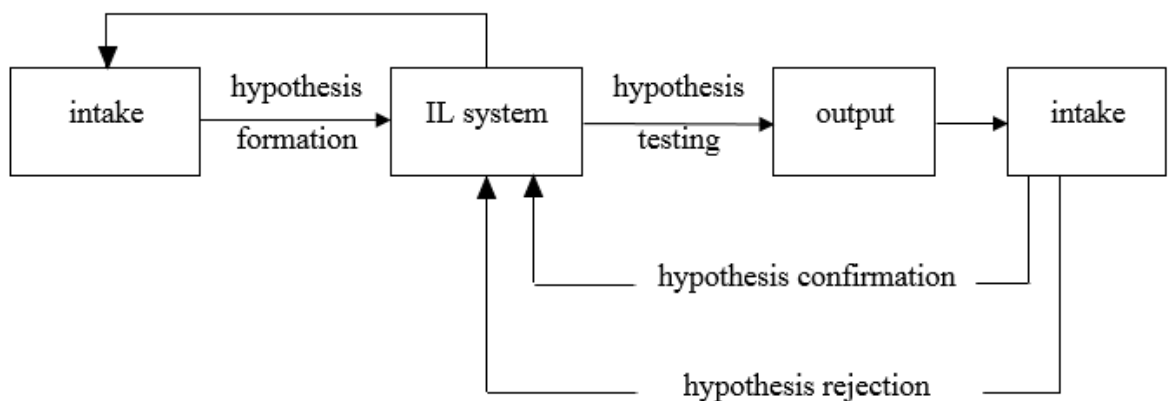 hypothesis
hypothesis
intake
IL system
output
intake
formation
testing
hypothesis confirmation
hypothesis rejection